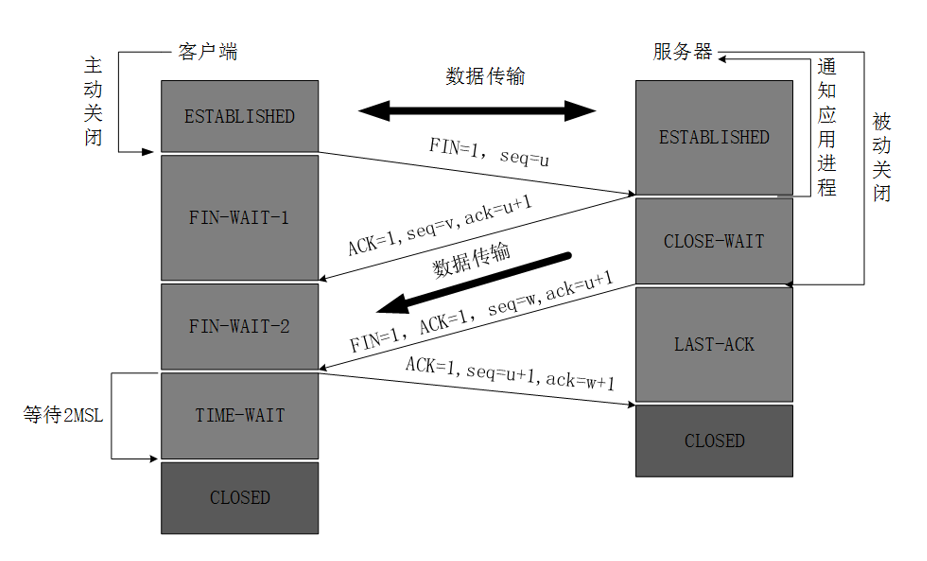 客户端
服务器
主动关闭
数据传输
通知应用进程
被动关闭
ESTABLISHED
ESTABLISHED
FIN=1, seq=u
FIN-WAIT-1
ACK=1,seq=v,ack=u+1
CLOSE-WAIT
数据传输
FIN=1, ACK=1, seq=w,ack=u+1
FIN-WAIT-2
LAST-ACK
ACK=1,seq=u+1,ack=w+1
等待2MSL
TIME-WAIT
CLOSED
CLOSED